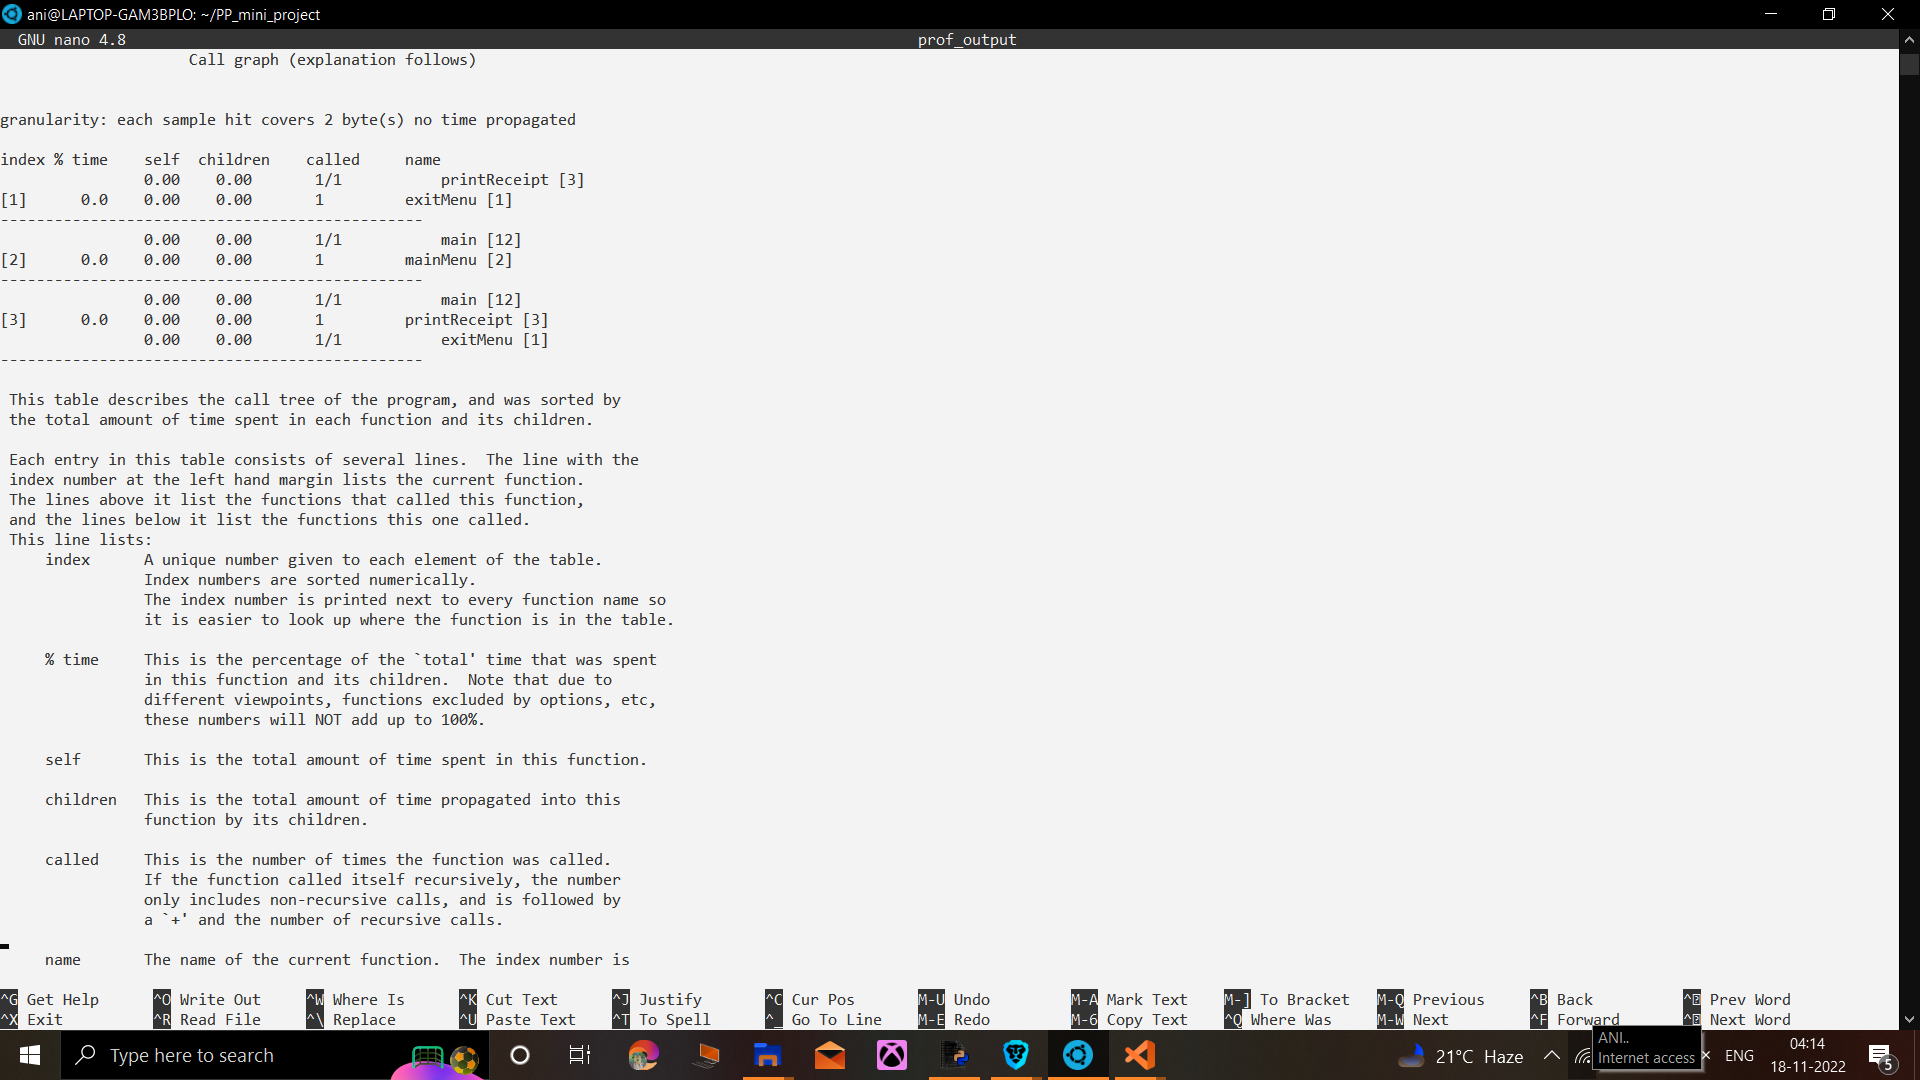 ani@LAPTOP-GAM3BPLO: ~/PP_mini_project
GNU nano 4.8 prof_output
Call graph (explanation follows)
granularity: each sample hit covers 2 byte(s) no time propagated
index % time self children called name
0.00 0.00 1/1 printReceipt [3]
[1] 0.0 0.00 0.00 1 exitMenu [1]
-----------------------------------------------
0.00 0.00 1/1 main [12]
[2] 0.0 0.00 0.00 1 mainMenu [2]
-----------------------------------------------
0.00 0.00 1/1 main [12]
[3] 0.0 0.00 0.00 1 printReceipt [3]
0.00 0.00 1/1 exitMenu [1]
-----------------------------------------------
This table describes the call tree of the program, and was sorted by
the total amount of time spent in each function and its children.
Each entry in this table consists of several lines.  The line with the
index number at the left hand margin lists the current function.
The lines above it list the functions that called this function,
and the lines below it list the functions this one called.
This line lists:
index A unique number given to each element of the table.
Index numbers are sorted numerically.
The index number is printed next to every function name so
it is easier to look up where the function is in the table.
% time This is the percentage of the `total' time that was spent
in this function and its children.  Note that due to
different viewpoints, functions excluded by options, etc,
these numbers will NOT add up to 100%.
self This is the total amount of time spent in this function.
children This is the total amount of time propagated into this
function by its children.
called This is the number of times the function was called.
If the function called itself recursively, the number
only includes non-recursive calls, and is followed by
a `+' and the number of recursive calls.
name The name of the current function.  The index number is
^G Get Help ^O Write Out ^W Where Is ^K Cut Text ^J Justify ^C Cur Pos M-U Undo M-A Mark Text M-] To Bracket M-Q Previous ^B Back ^ Prev Word
^X Exit ^R Read File ^\ Replace ^U Paste Text ^T To Spell ^_ Go To Line M-E Redo M-6 Copy Text ^Q Where Was M-W Next ^F Forward ^ Next Word
Type here to search
21°C Haze
ANI..
Internet access
ENG
04:14
18-11-2022
5